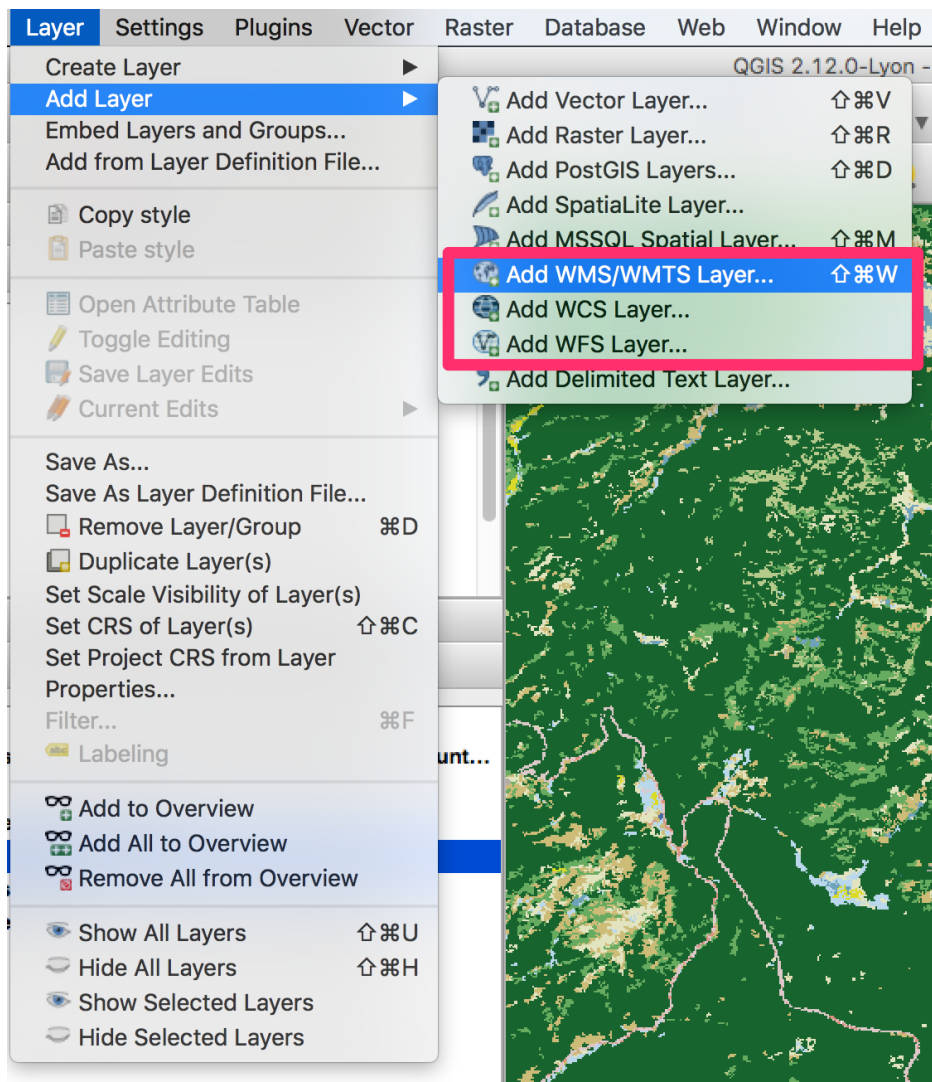 Layer Settings Plugins Vector Raster Database Web Window Help
QGIS 2.12.0-Lyon -
Create Layer
Add Layer
Embed Layers and Groups...
Add from Layer Definition File...
Copy style
Paste style
Open Attribute Table
Toggle Editing
Save Layer Edits
Current Edits
Save As...
Save As Layer Definition File...
Remove Layer/Group ⌘D
Duplicate Layer(s)
Set Scale Visibility of Layer(s)
Set CRS of Layer(s) ⇧⌘C
Set Project CRS from Layer
Properties...
Filter... ⌘F
Labeling
Add to Overview
Add All to Overview
Remove All from Overview
Show All Layers ⇧⌘U
Hide All Layers ⇧⌘H
Show Selected Layers
Hide Selected Layers
Add Vector Layer... ⇧⌘V
Add Raster Layer... ⇧⌘R
Add PostGIS Layers... ⇧⌘D
Add SpatiaLite Layer...
Add MSSQL Spatial Layer... ⇧⌘M
Add WMS/WMTS Layer... ⇧⌘W
Add WCS Layer...
Add WFS Layer...
Add Delimited Text Layer...
unt...